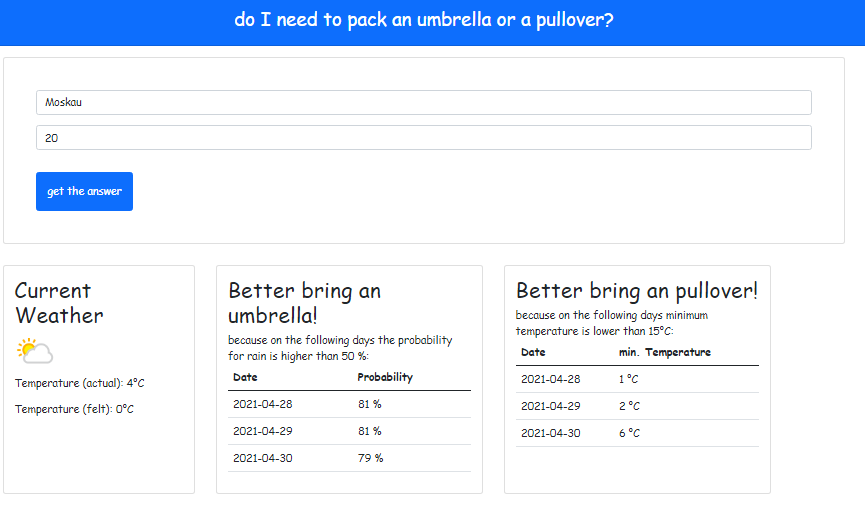 do I need to pack an umbrella or a pullover?
Moskau
20
get the answer
Current
Weather
Temperature (actual): 4°C
Temperature (felt): 0°C
Better bring an
umbrella!
because on the following days the probability
for rain is higher than 50 %:
Date Probability
2021-04-28 81 %
2021-04-29 81 %
2021-04-30 79 %
Better bring an pullover!
because on the following days minimum
temperature is lower than 15°C:
Date min. Temperature
2021-04-28 1 °C
2021-04-29 2 °C
2021-04-30 6 °C